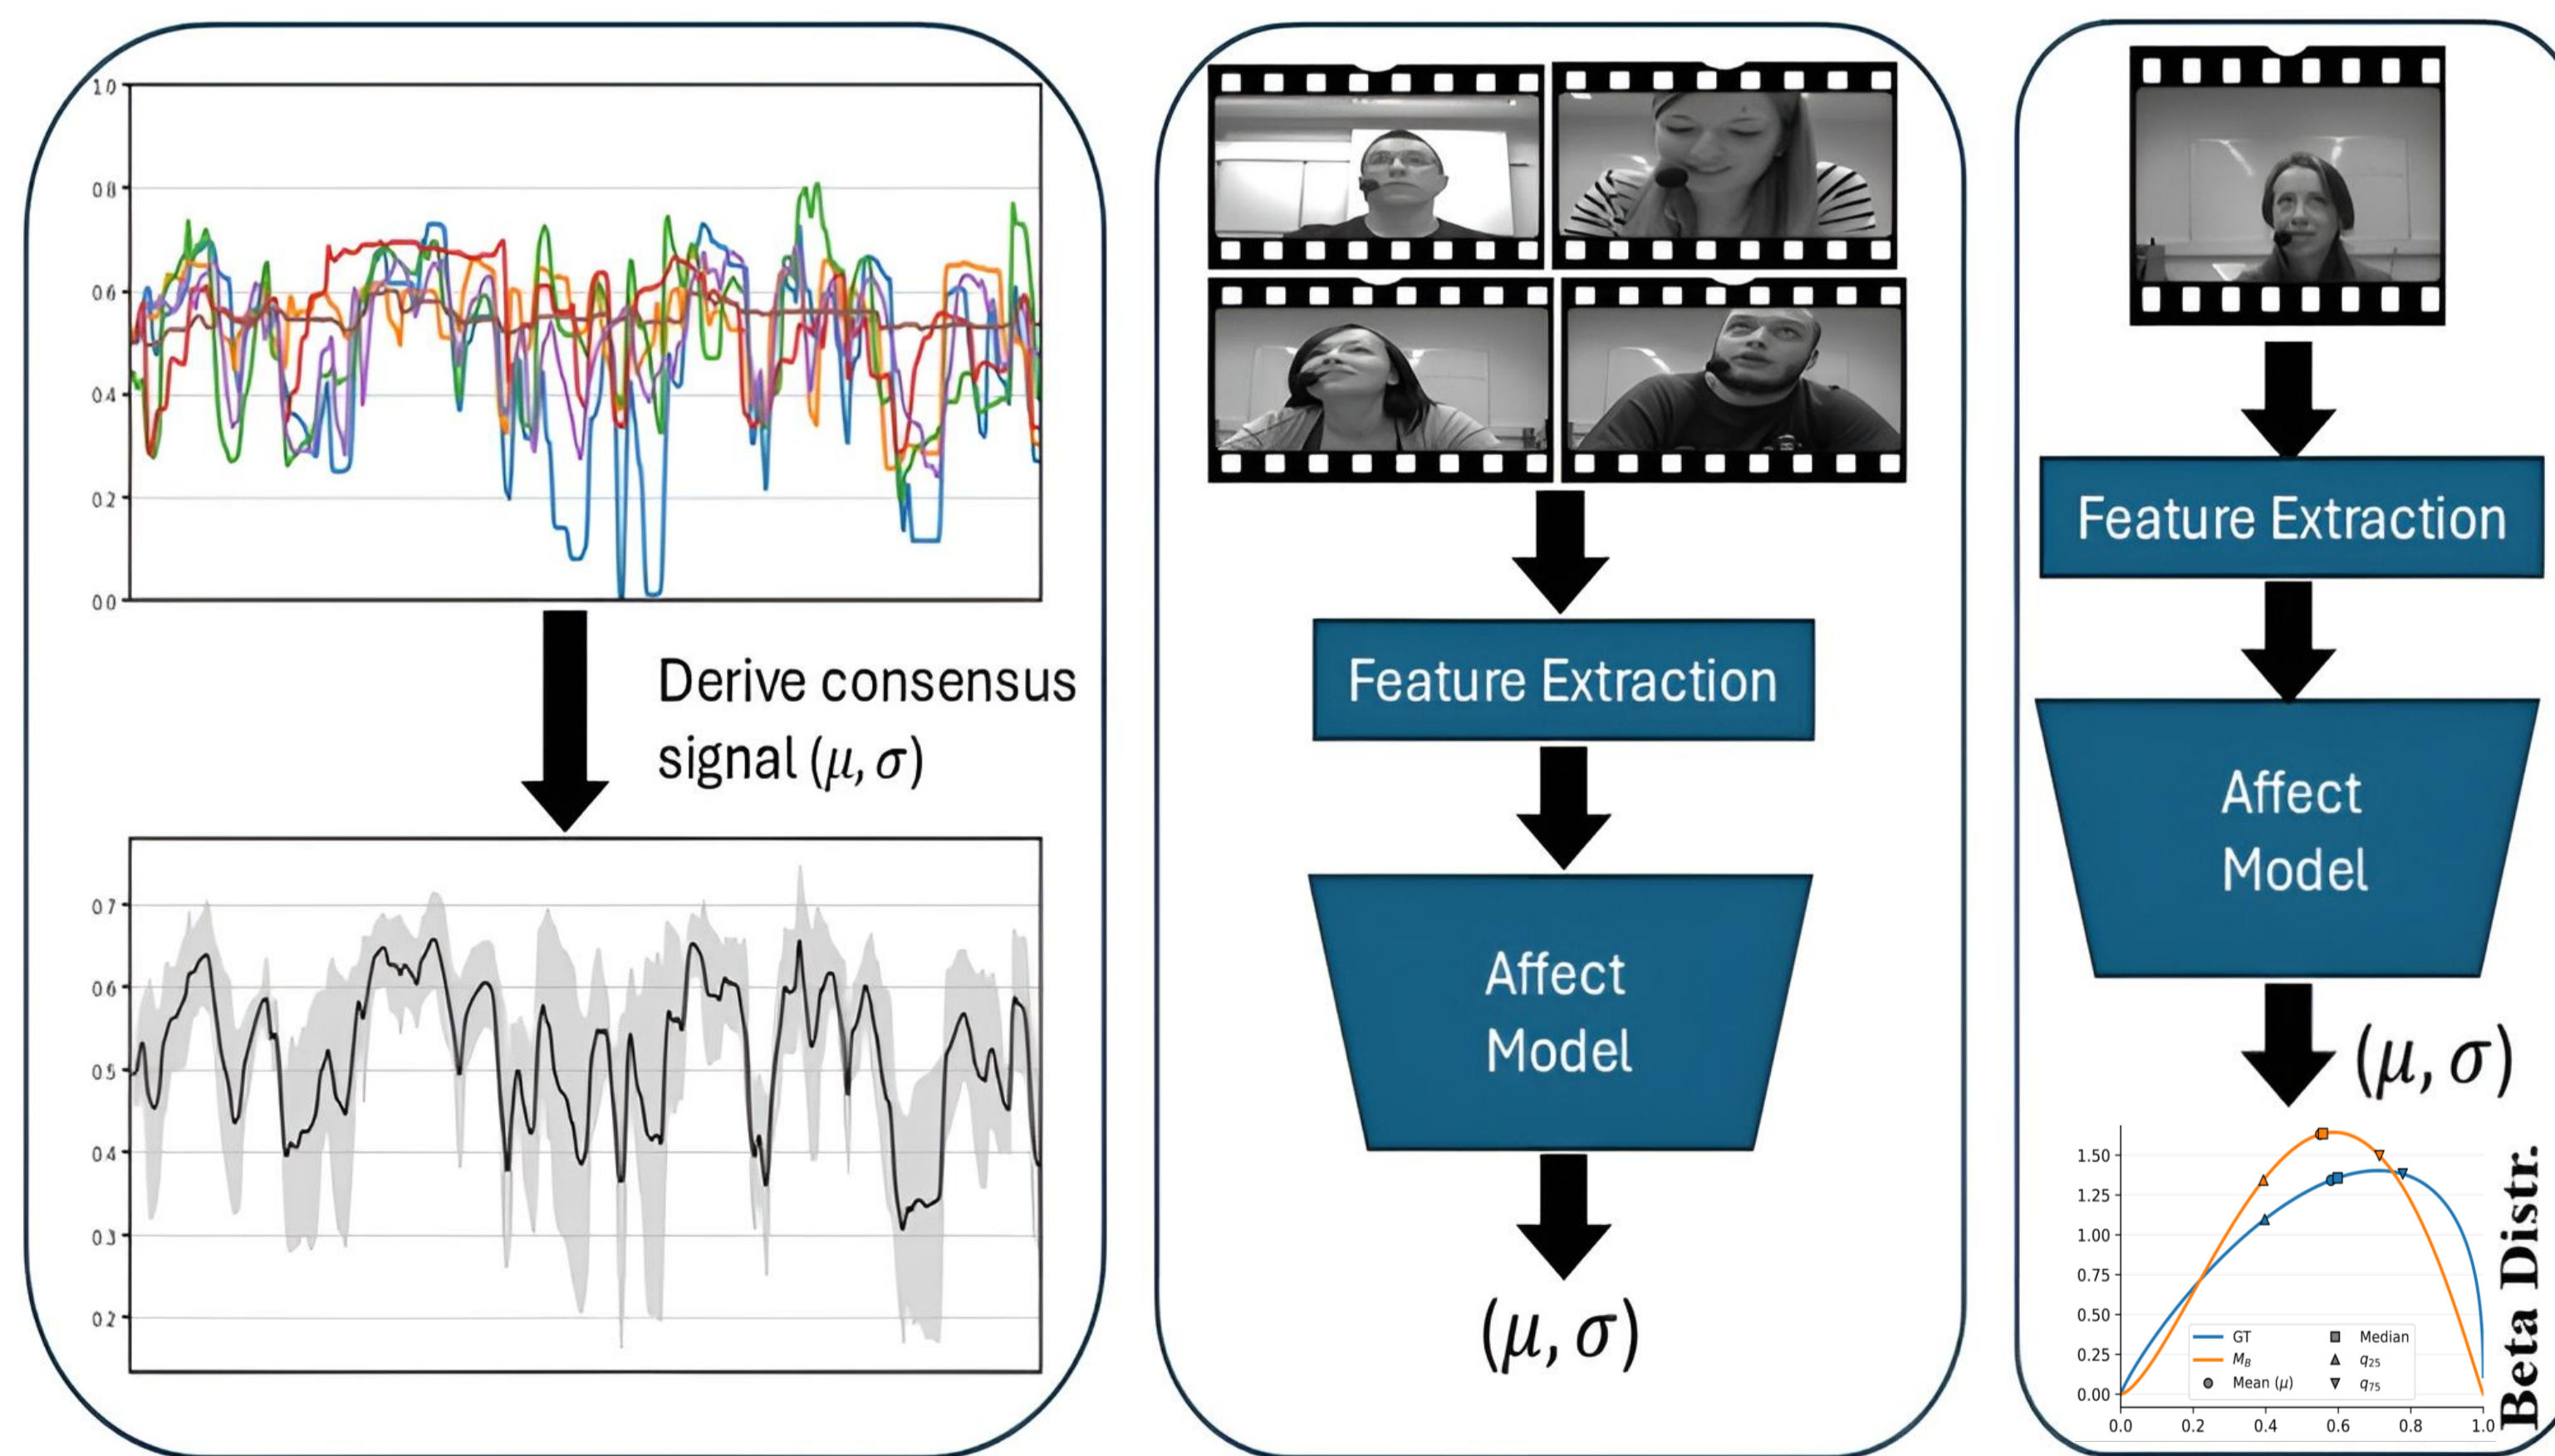 1.0
0.8
0.6
0.4
0.2
0.0
Derive consensus
signal (μ, σ)
0.7
0.6
0.5
0.4
0.3
0.2
Feature Extraction
Affect
Model
(μ, σ)
Feature Extraction
Affect
Model
(μ, σ)
1.50
1.25
1.00
0.75
0.50
0.25
0.00
GT
M_B
Mean (μ)
Median
q_25
q_75
0.0 0.2 0.4 0.6 0.8 1.0
Beta Distr.